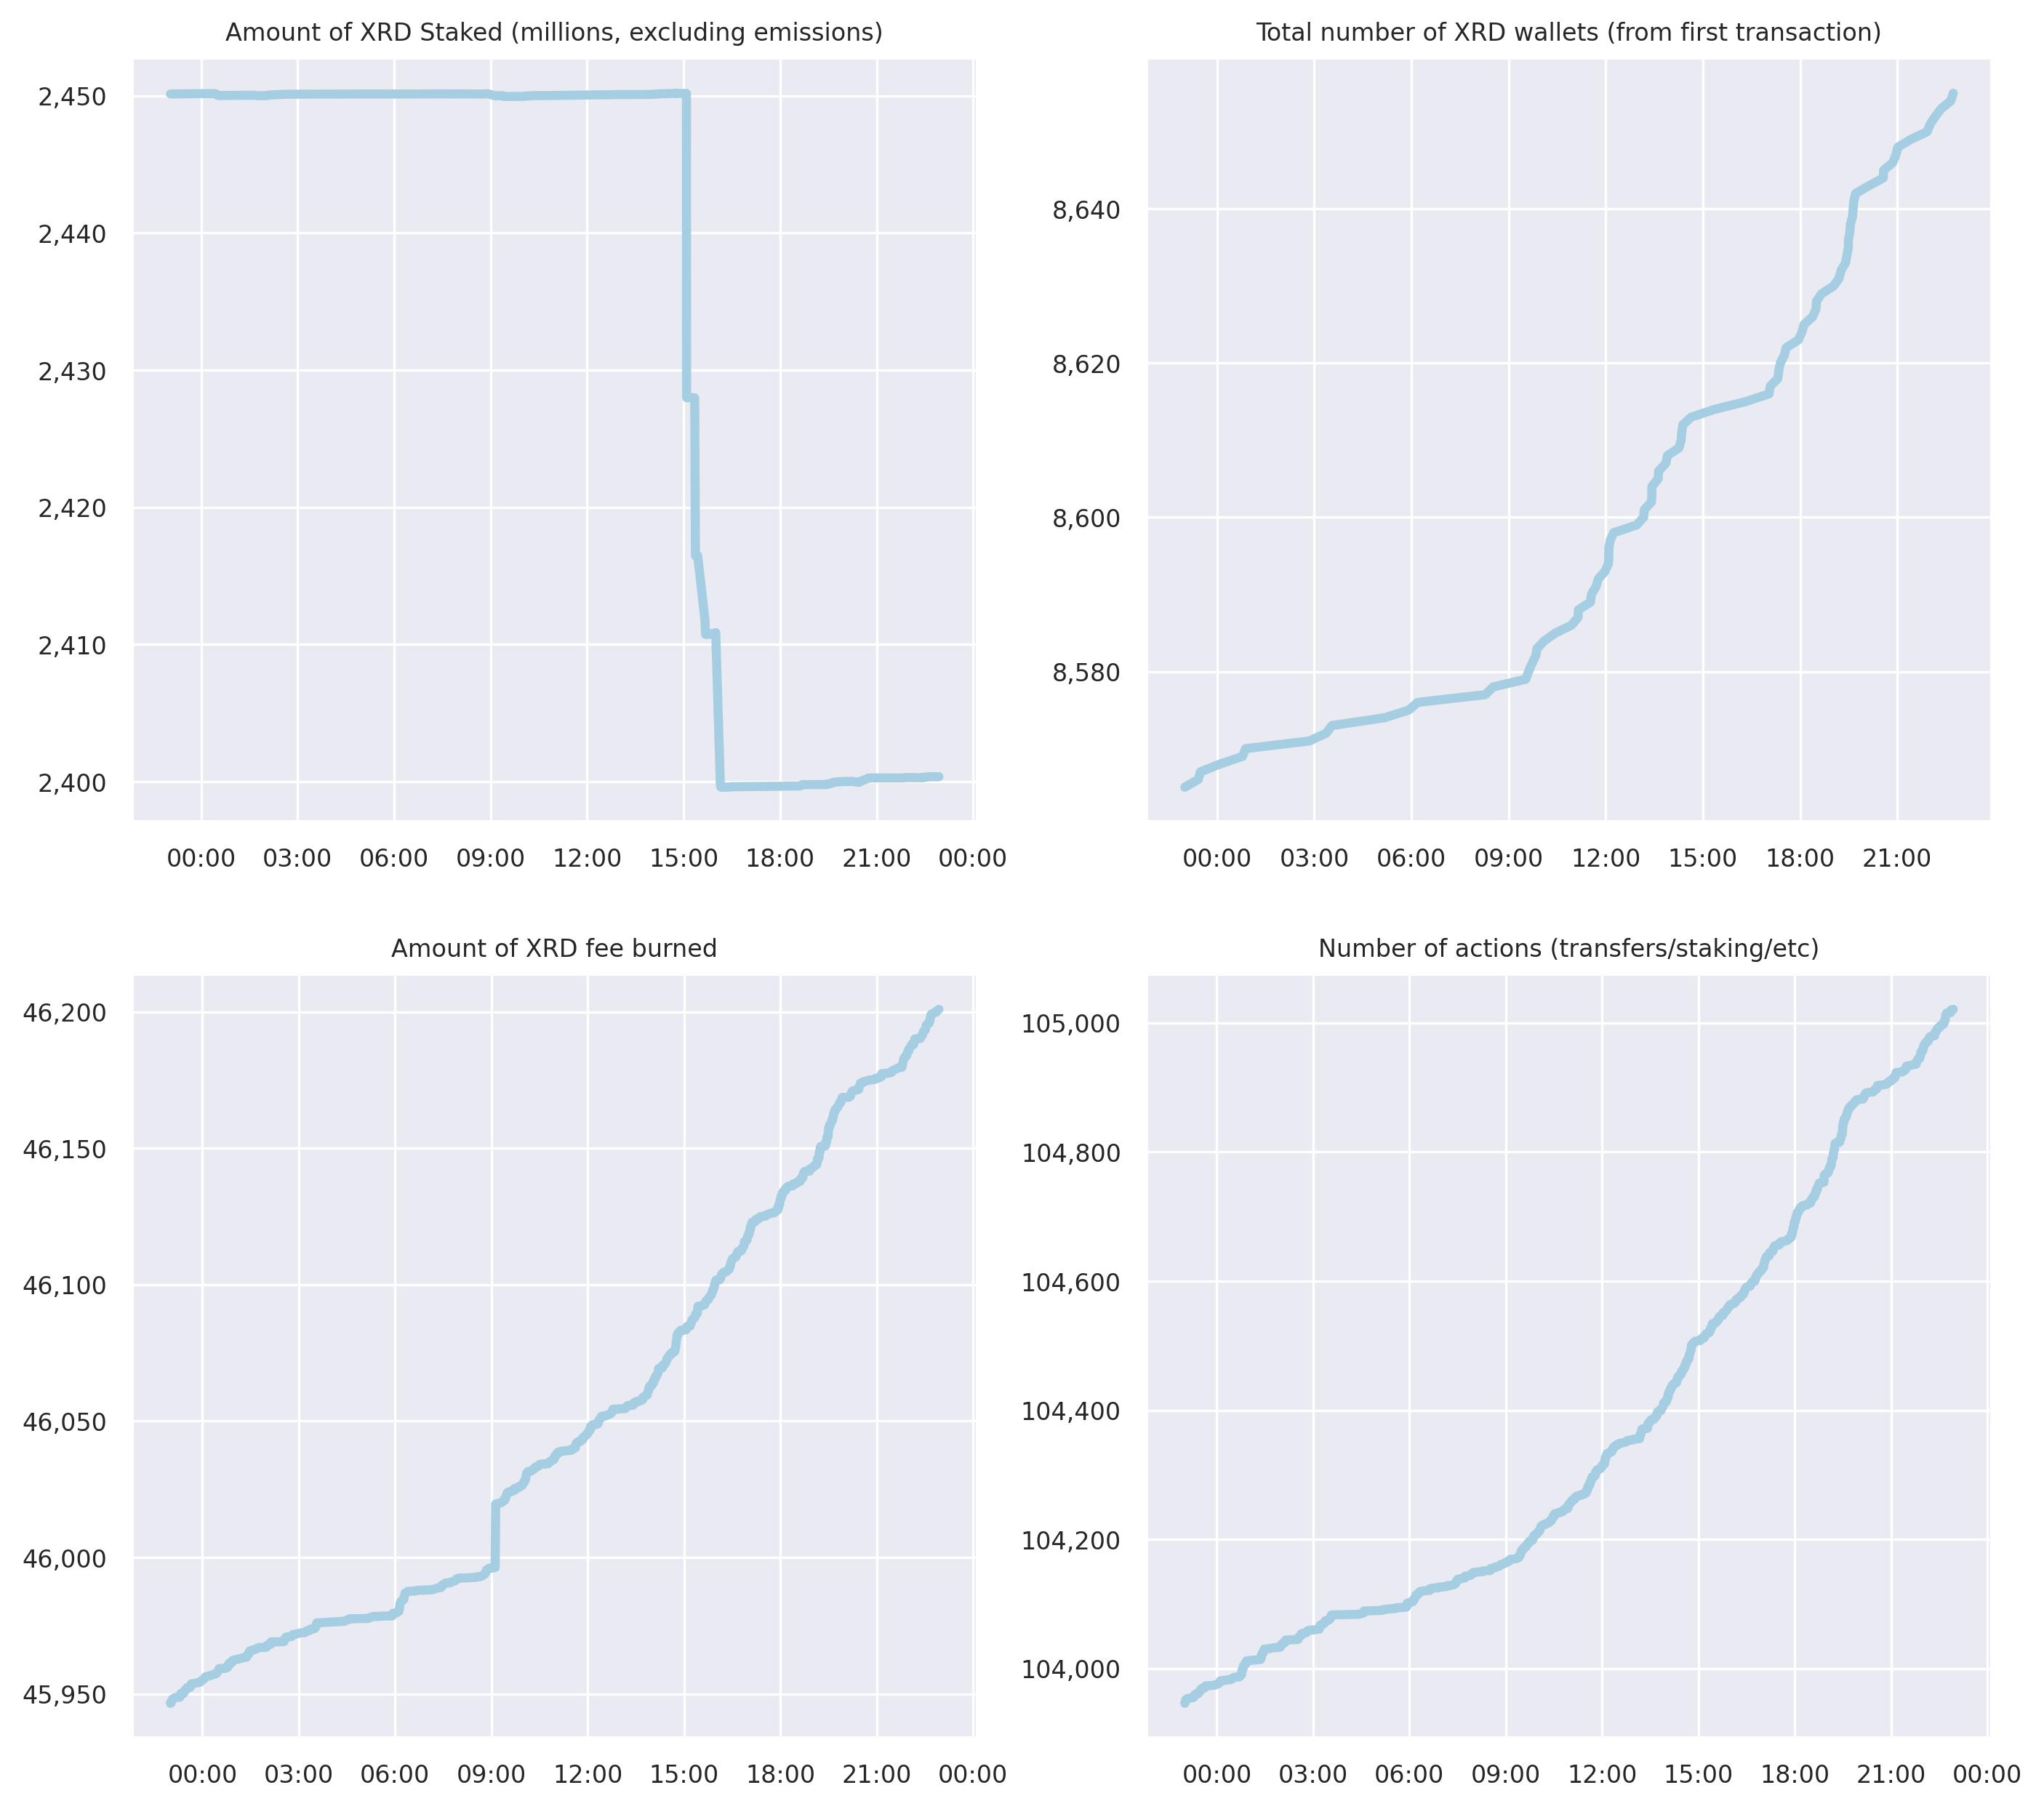 Amount of XRD Staked (millions, excluding emissions)
2,450
2,440
2,430
2,420
2,410
2,400
00:00 03:00 06:00 09:00 12:00 15:00 18:00 21:00 00:00
Total number of XRD wallets (from first transaction)
8,640
8,620
8,600
8,580
00:00 03:00 06:00 09:00 12:00 15:00 18:00 21:00
Amount of XRD fee burned
46,200
46,150
46,100
46,050
46,000
45,950
00:00 03:00 06:00 09:00 12:00 15:00 18:00 21:00 00:00
Number of actions (transfers/staking/etc)
105,000
104,800
104,600
104,400
104,200
104,000
00:00 03:00 06:00 09:00 12:00 15:00 18:00 21:00 00:00